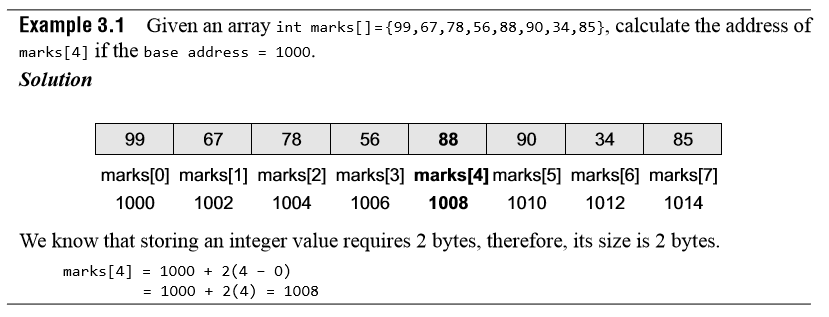 Example 3.1 Given an array int marks[]={99,67,78,56,88,90,34,85}, calculate the address of
marks[4] if the base address = 1000.
Solution
99 67 78 56 88 90 34 85
marks[0] marks[1] marks[2] marks[3] marks[4] marks[5] marks[6] marks[7]
1000 1002 1004 1006 1008 1010 1012 1014
We know that storing an integer value requires 2 bytes, therefore, its size is 2 bytes.
marks[4] = 1000 + 2(4 – 0)
= 1000 + 2(4) = 1008